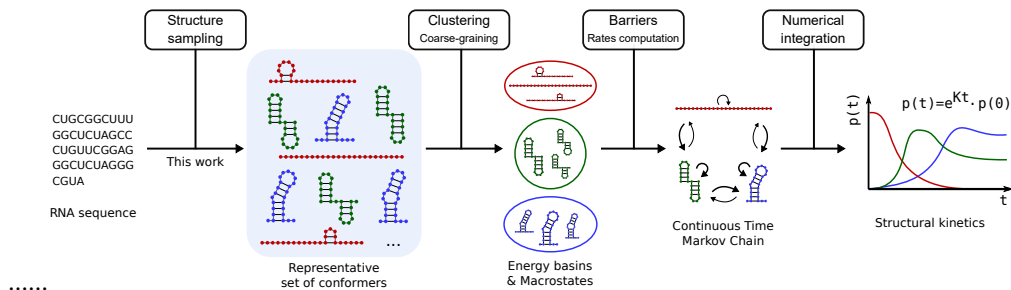 Structure
sampling
Clustering
Coarse-graining
Barriers
Rates computation
Numerical
integration
CUGCGGCUUU
GGCUCUAGCC
CUGUUCGGAG
GGCUCUAGGG
CGUA
RNA sequence
This work
...
Representative
set of conformers
Energy basins
& Macrostates
Continuous Time
Markov Chain
p(t)
p(t)=e^Kt·p(0)
t
Structural kinetics
......